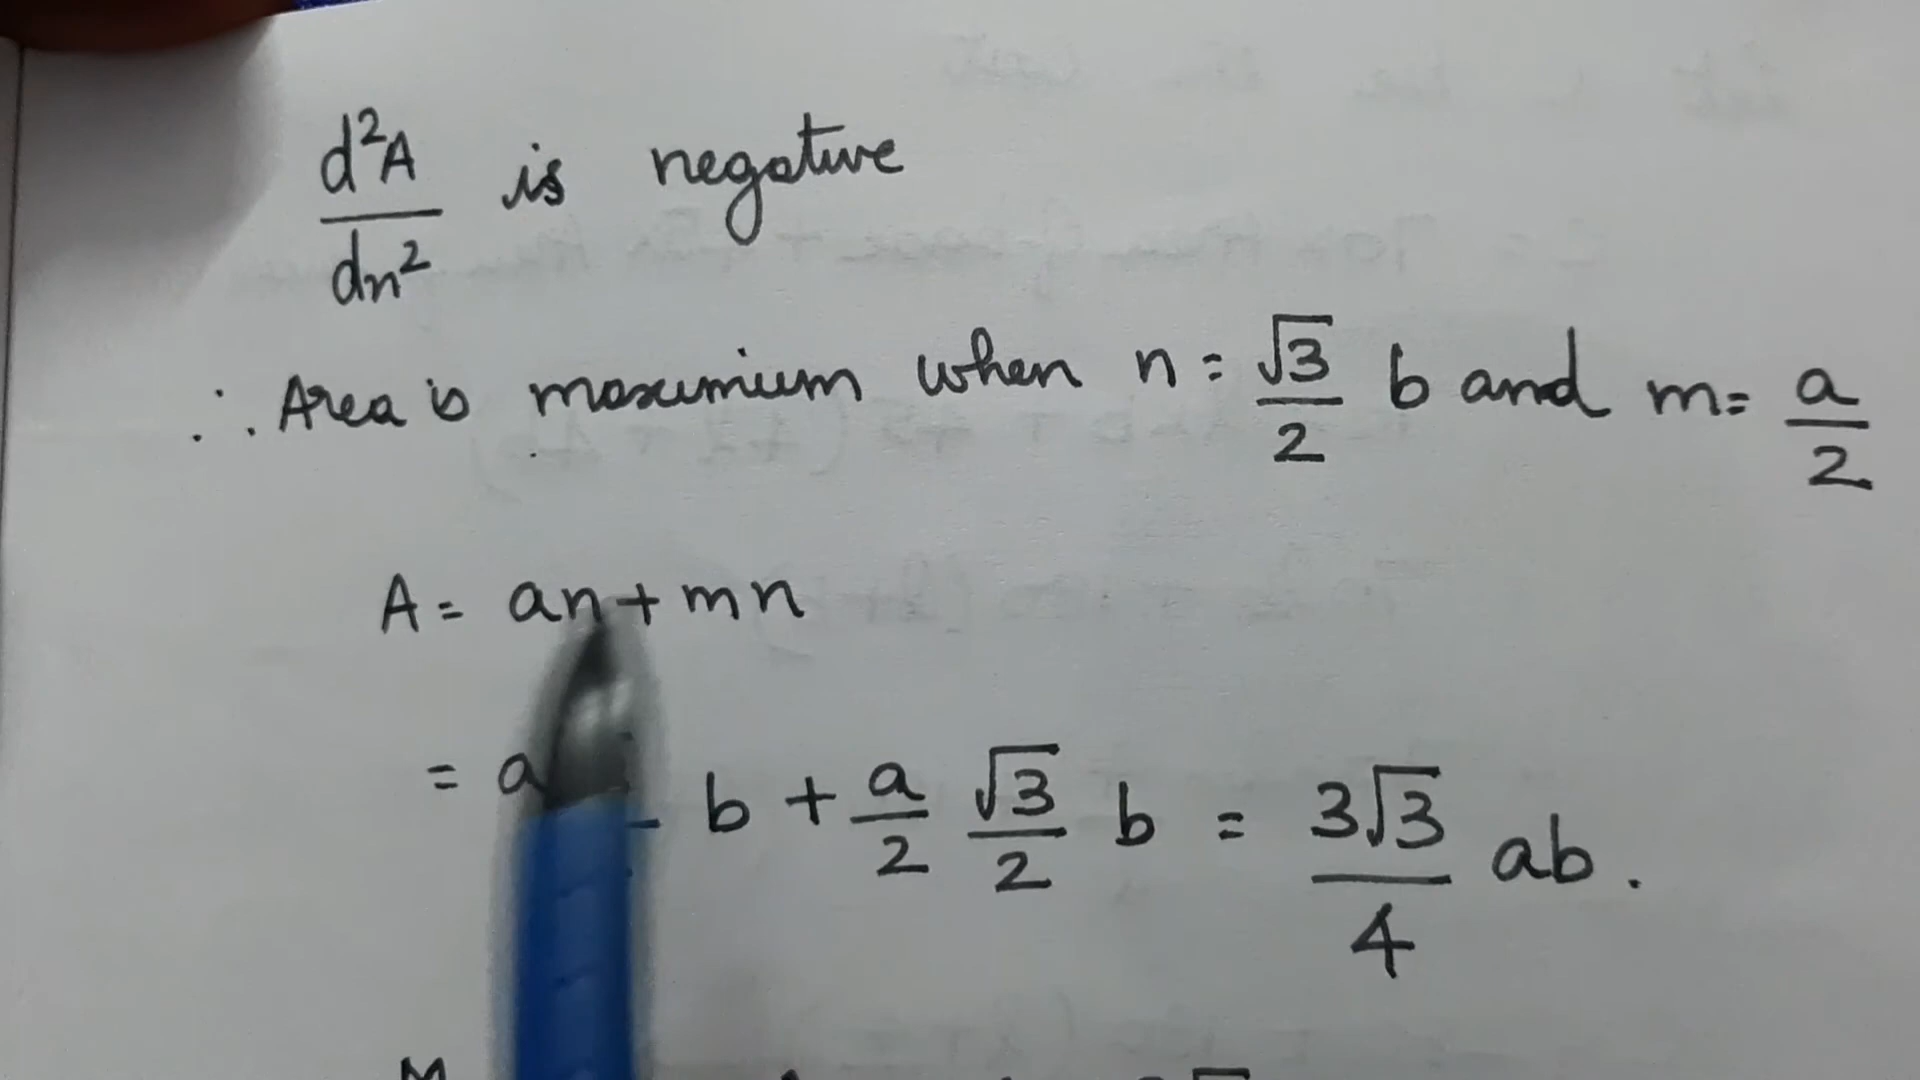 d²A/dn² is negative
∴ Area is maximum when n = √3/2 b and m = a/2
A = an + mn
= a b + a/2 √3/2 b = 3√3/4 ab.